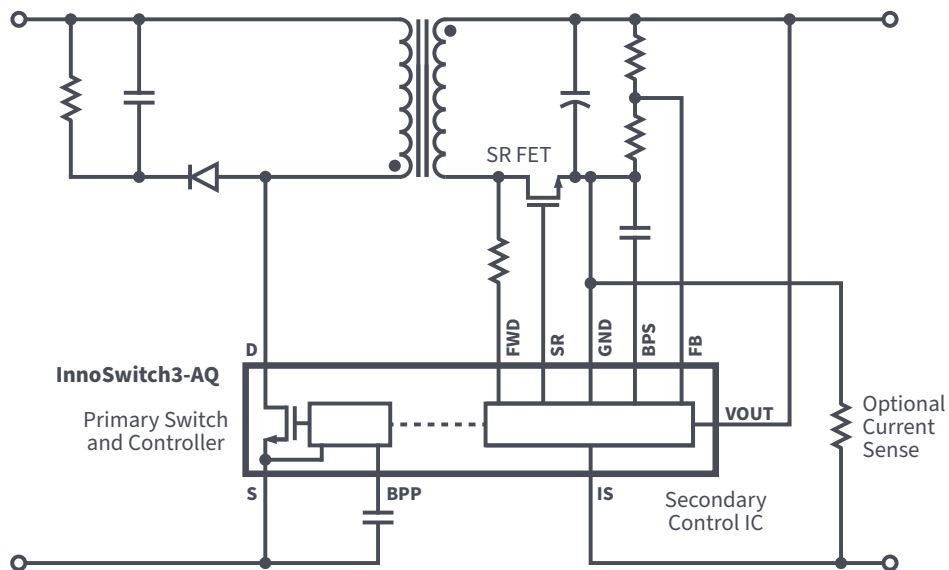 SR FET
FWD
SR
GND
BPS
FB
D
InnoSwitch3-AQ
Primary Switch
and Controller
VOUT
Optional
Current
Sense
S
BPP
IS
Secondary
Control IC